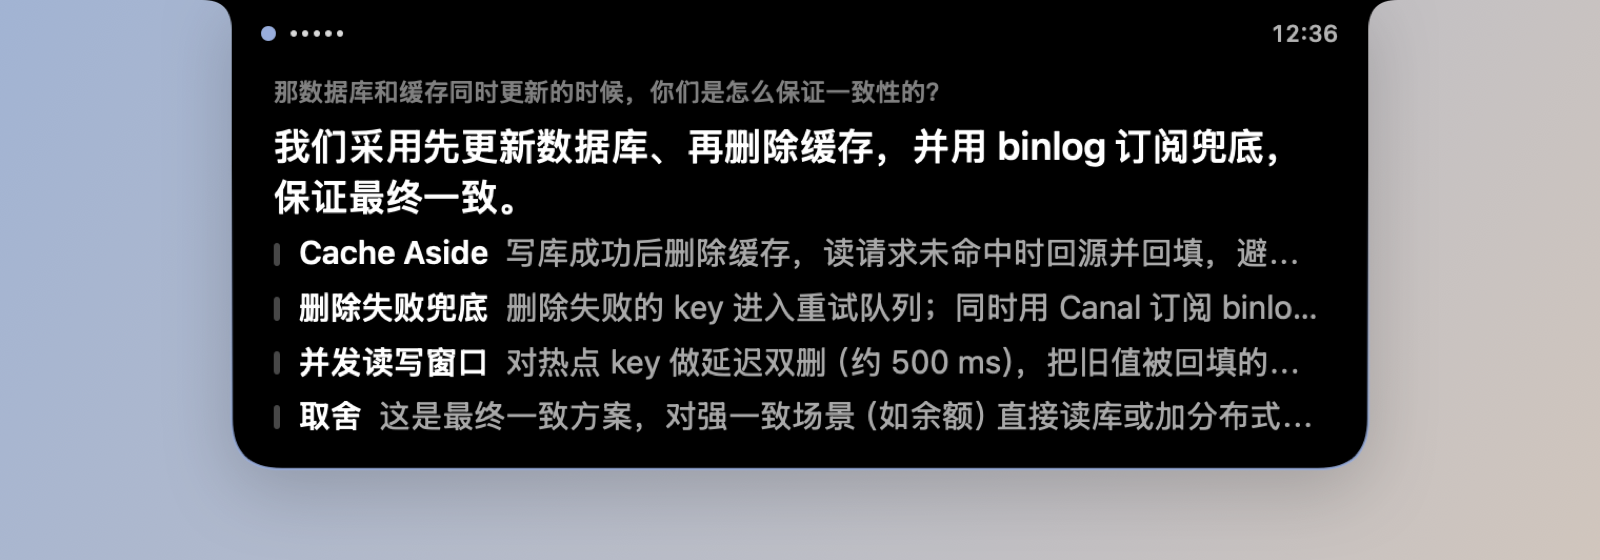 12:36
那数据库和缓存同时更新的时候，你们是怎么保证一致性的？
我们采用先更新数据库、再删除缓存，并用 binlog 订阅兜底，
保证最终一致。
Cache Aside 写库成功后删除缓存，读请求未命中时回源并回填，避…
删除失败兜底 删除失败的 key 进入重试队列；同时用 Canal 订阅 binlo…
并发读写窗口 对热点 key 做延迟双删（约 500 ms），把旧值被回填的…
取舍 这是最终一致方案，对强一致场景（如余额）直接读库或加分布式…